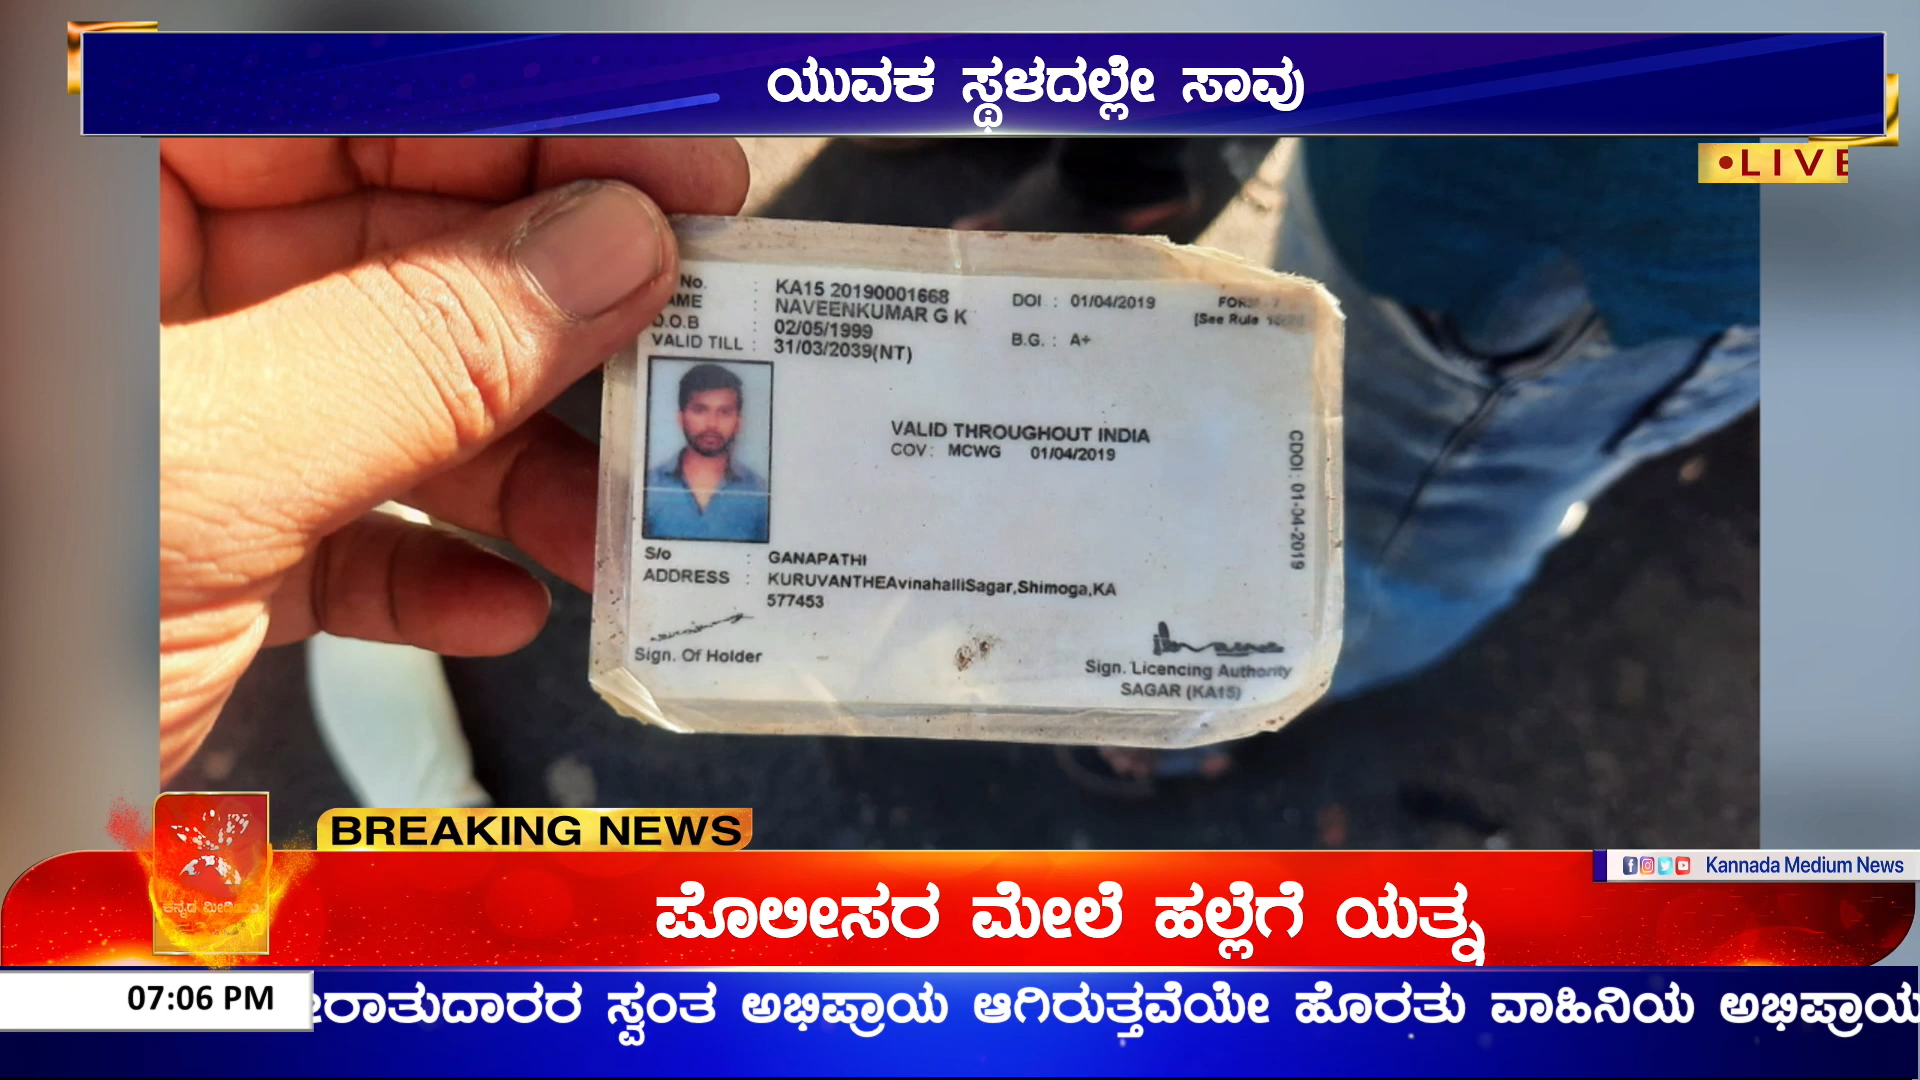 ಯುವಕ ಸ್ಥಳದಲ್ಲೇ ಸಾವು
•LIVE
No. : KA15 20190001668
NAVEENKUMAR G K
D.O.B : 02/05/1999
VALID TILL : 31/03/2039(NT)
DOI : 01/04/2019
B.G. : A+
[See Rule
VALID THROUGHOUT INDIA
COV: MCWG 01/04/2019
CDOI: 01-04-2019
S/o : GANAPATHI
ADDRESS : KURUVANTHEAvinahalliSagar,Shimoga,KA
577453
Sign. Of Holder
Sign. Licencing Authority
SAGAR (KA15)
BREAKING NEWS
Kannada Medium News
ಪೊಲೀಸರ ಮೇಲೆ ಹಲ್ಲೆಗೆ ಯತ್ನ
07:06 PM
ಸ್ವಂತ ಅಭಿಪ್ರಾಯ ಆಗಿರುತ್ತವೆಯೇ ಹೊರತು ವಾಹಿನಿಯ ಅಭಿಪ್ರಾಯ